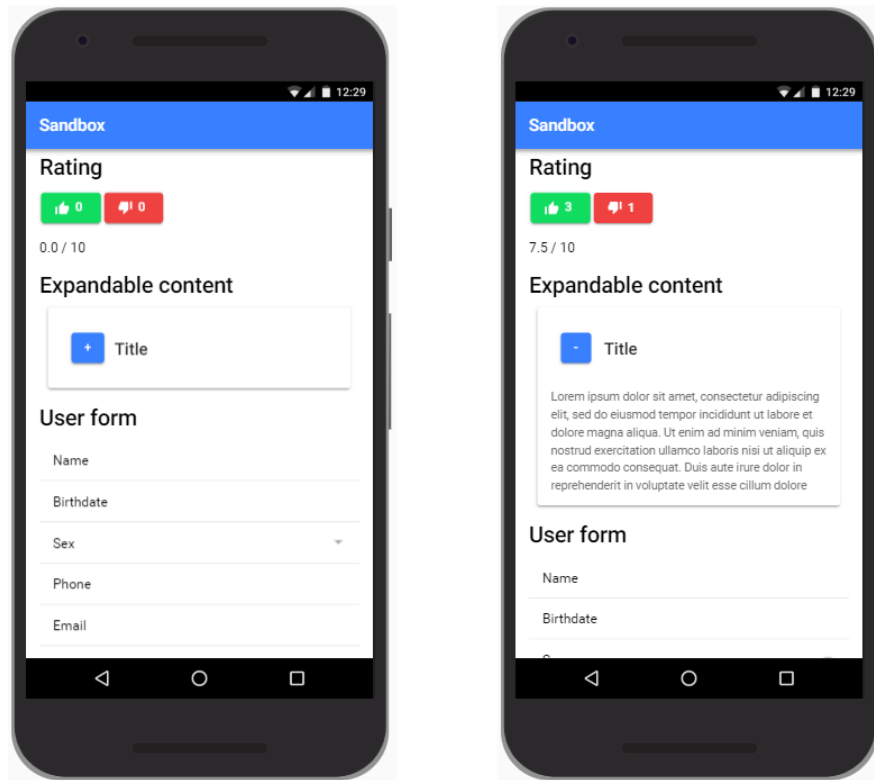 12:29
Sandbox
Rating
0 0
0.0 / 10
Expandable content
+ Title
User form
Name
Birthdate
Sex
Phone
Email
12:29
Sandbox
Rating
3 1
7.5 / 10
Expandable content
- Title
Lorem ipsum dolor sit amet, consectetur adipiscing
elit, sed do eiusmod tempor incididunt ut labore et
dolore magna aliqua. Ut enim ad minim veniam, quis
nostrud exercitation ullamco laboris nisi ut aliquip ex
ea commodo consequat. Duis aute irure dolor in
reprehenderit in voluptate velit esse cillum dolore
User form
Name
Birthdate